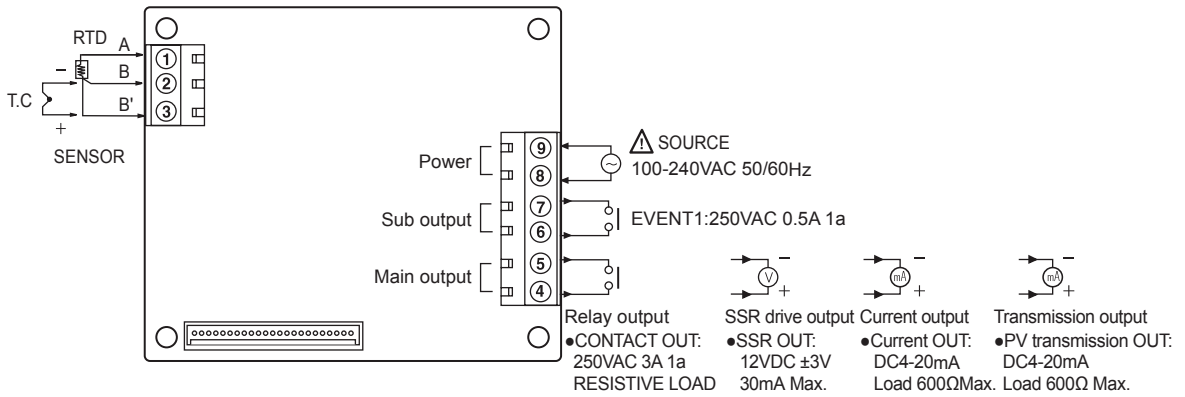 RTD A
− B
T.C B'
+
SENSOR
1
2
3
Power 9
8
SOURCE
100-240VAC 50/60Hz
Sub output 7
6
EVENT1:250VAC 0.5A 1a
Main output 5
4
V − +
mA − +
mA − +
Relay output
●CONTACT OUT:
250VAC 3A 1a
RESISTIVE LOAD
SSR drive output
●SSR OUT:
12VDC ±3V
30mA Max.
Current output
●Current OUT:
DC4-20mA
Load 600ΩMax.
Transmission output
●PV transmission OUT:
DC4-20mA
Load 600Ω Max.